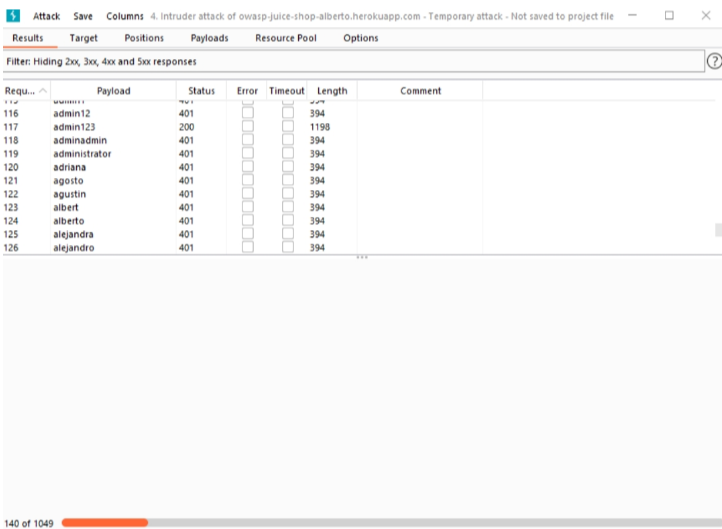 Attack Save Columns 4. Intruder attack of owasp-juice-shop-alberto.herokuapp.com - Temporary attack - Not saved to project file
Results Target Positions Payloads Resource Pool Options
Filter: Hiding 2xx, 3xx, 4xx and 5xx responses ?
Requ... Payload Status Error Timeout Length Comment
116 admin12 401 394
117 admin123 200 1198
118 adminadmin 401 394
119 administrator 401 394
120 adriana 401 394
121 agosto 401 394
122 agustin 401 394
123 albert 401 394
124 alberto 401 394
125 alejandra 401 394
126 alejandro 401 394
140 of 1049